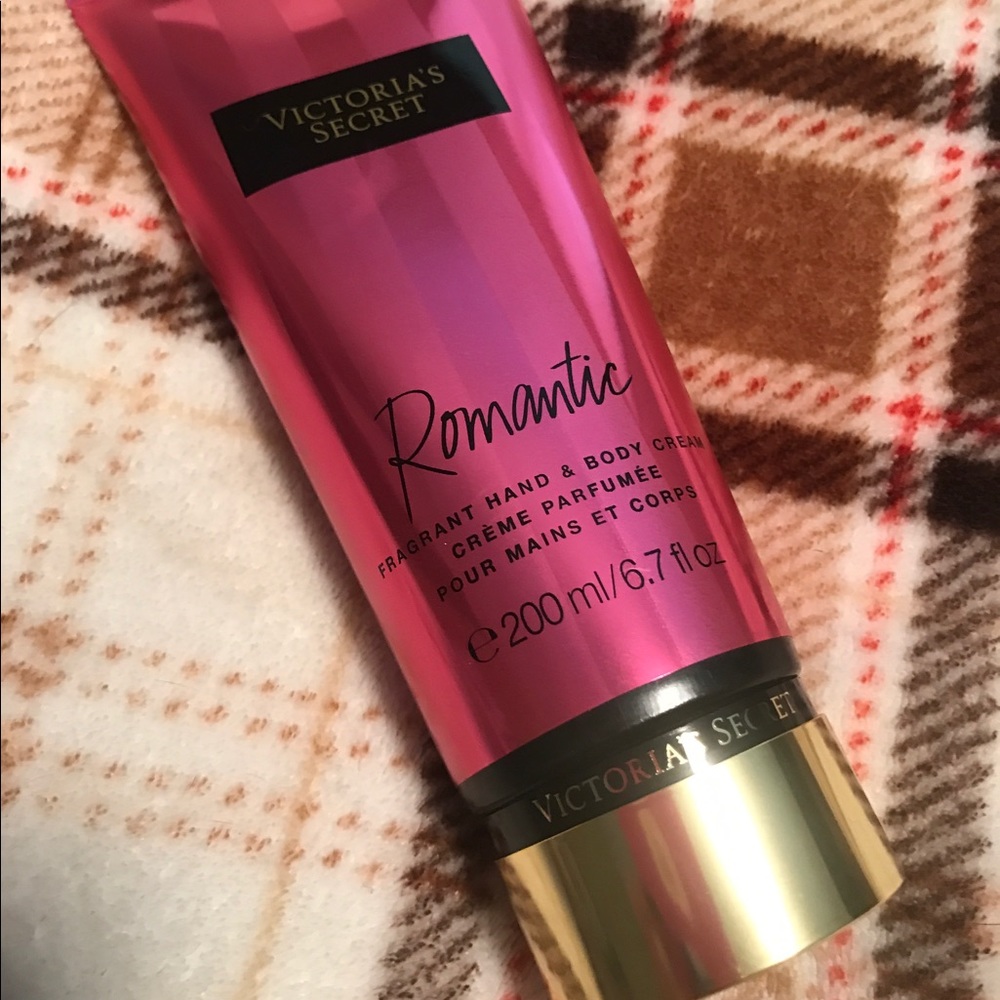 VICTORIA'S
SECRET
Romantic
FRAGRANT HAND & BODY CREAM
CRÈME PARFUMÉE
POUR MAINS ET CORPS
e 200 ml/6.7 fl oz
VICTORIA'S SECRET